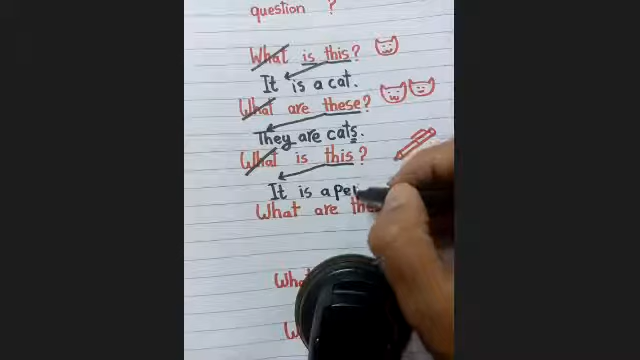 question ?
What is this?
It is a cat.
What are these?
They are cats.
What is this?
It is a
What are